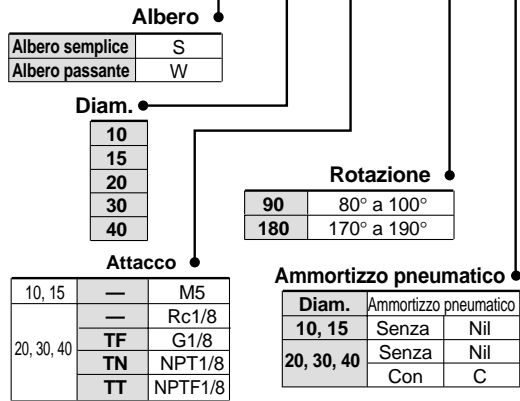 Albero
Albero semplice S
Albero passante W
Diam.
10
15
20
30
40
Rotazione
90 80° a 100°
180 170° a 190°
Attacco
10, 15 — M5
20, 30, 40 — Rc1/8
TF G1/8
TN NPT1/8
TT NPTF1/8
Ammortizzo pneumatico
Diam. Ammortizzo pneumatico
10, 15 Senza Nil
20, 30, 40 Senza Nil
Con C